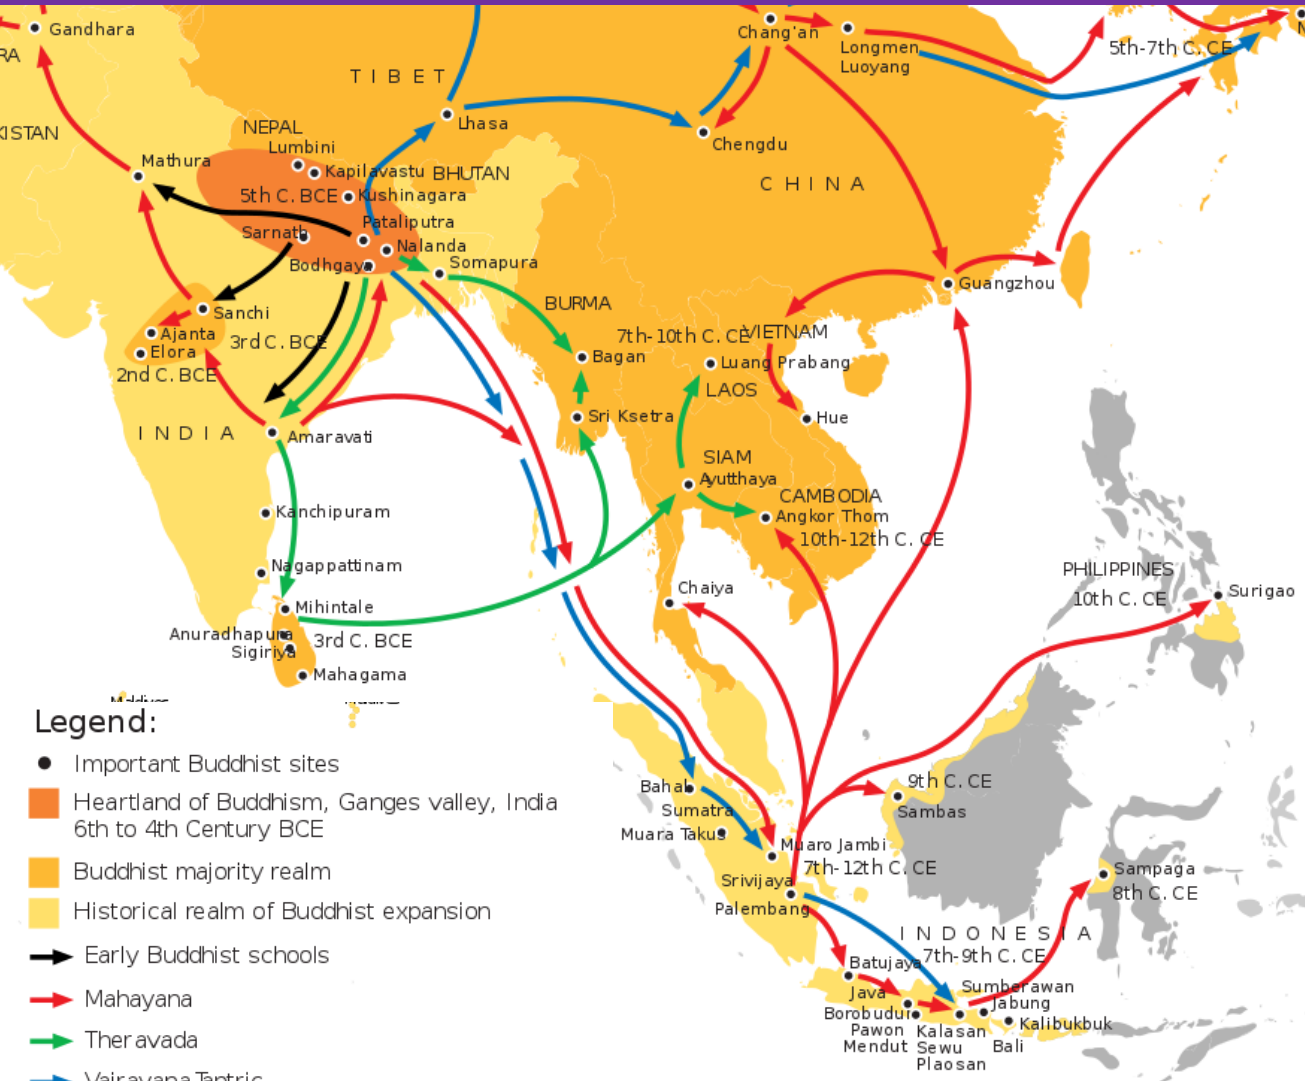 Gandhara
Chang'an
Longmen
Luoyang
5th-7th C. CE
RA
TIBET
KISTAN
Lhasa
Chengdu
NEPAL
Lumbini
Mathura
Kapilavastu
BHUTAN
CHINA
5th C. BCE
Kushinagara
Pataliputra
Sarnath
Nalanda
Bodhgaya
Somapura
Guangzhou
Sanchi
BURMA
Ajanta
3rd C. BCE
7th-10th C. CE
VIETNAM
Elora
Bagan
Luang Prabang
2nd C. BCE
LAOS
Sri Ksetra
Hue
INDIA
Amaravati
SIAM
Ayutthaya
CAMBODIA
Kanchipuram
Angkor Thom
10th-12th C. CE
Nagappattinam
PHILIPPINES
Chaiya
10th C. CE
Surigao
Mihintale
Anuradhapura
3rd C. BCE
Sigiriya
Mahagama
Legend:
Important Buddhist sites
Heartland of Buddhism, Ganges valley, India
6th to 4th Century BCE
Buddhist majority realm
Historical realm of Buddhist expansion
Early Buddhist schools
Mahayana
Theravada
Vairayana Tantric
Bahal
9th C. CE
Sumatra
Sambas
Muara Takus
Muaro Jambi
7th-12th C. CE
Srivijaya
Sampaga
Palembang
8th C. CE
INDONESIA
7th-9th C. CE
Batujaya
Java
Sumberawan
Jabung
Borobudur
Kalibukbuk
Pawon
Kalasan
Mendut
Sewu
Bali
Plaosan